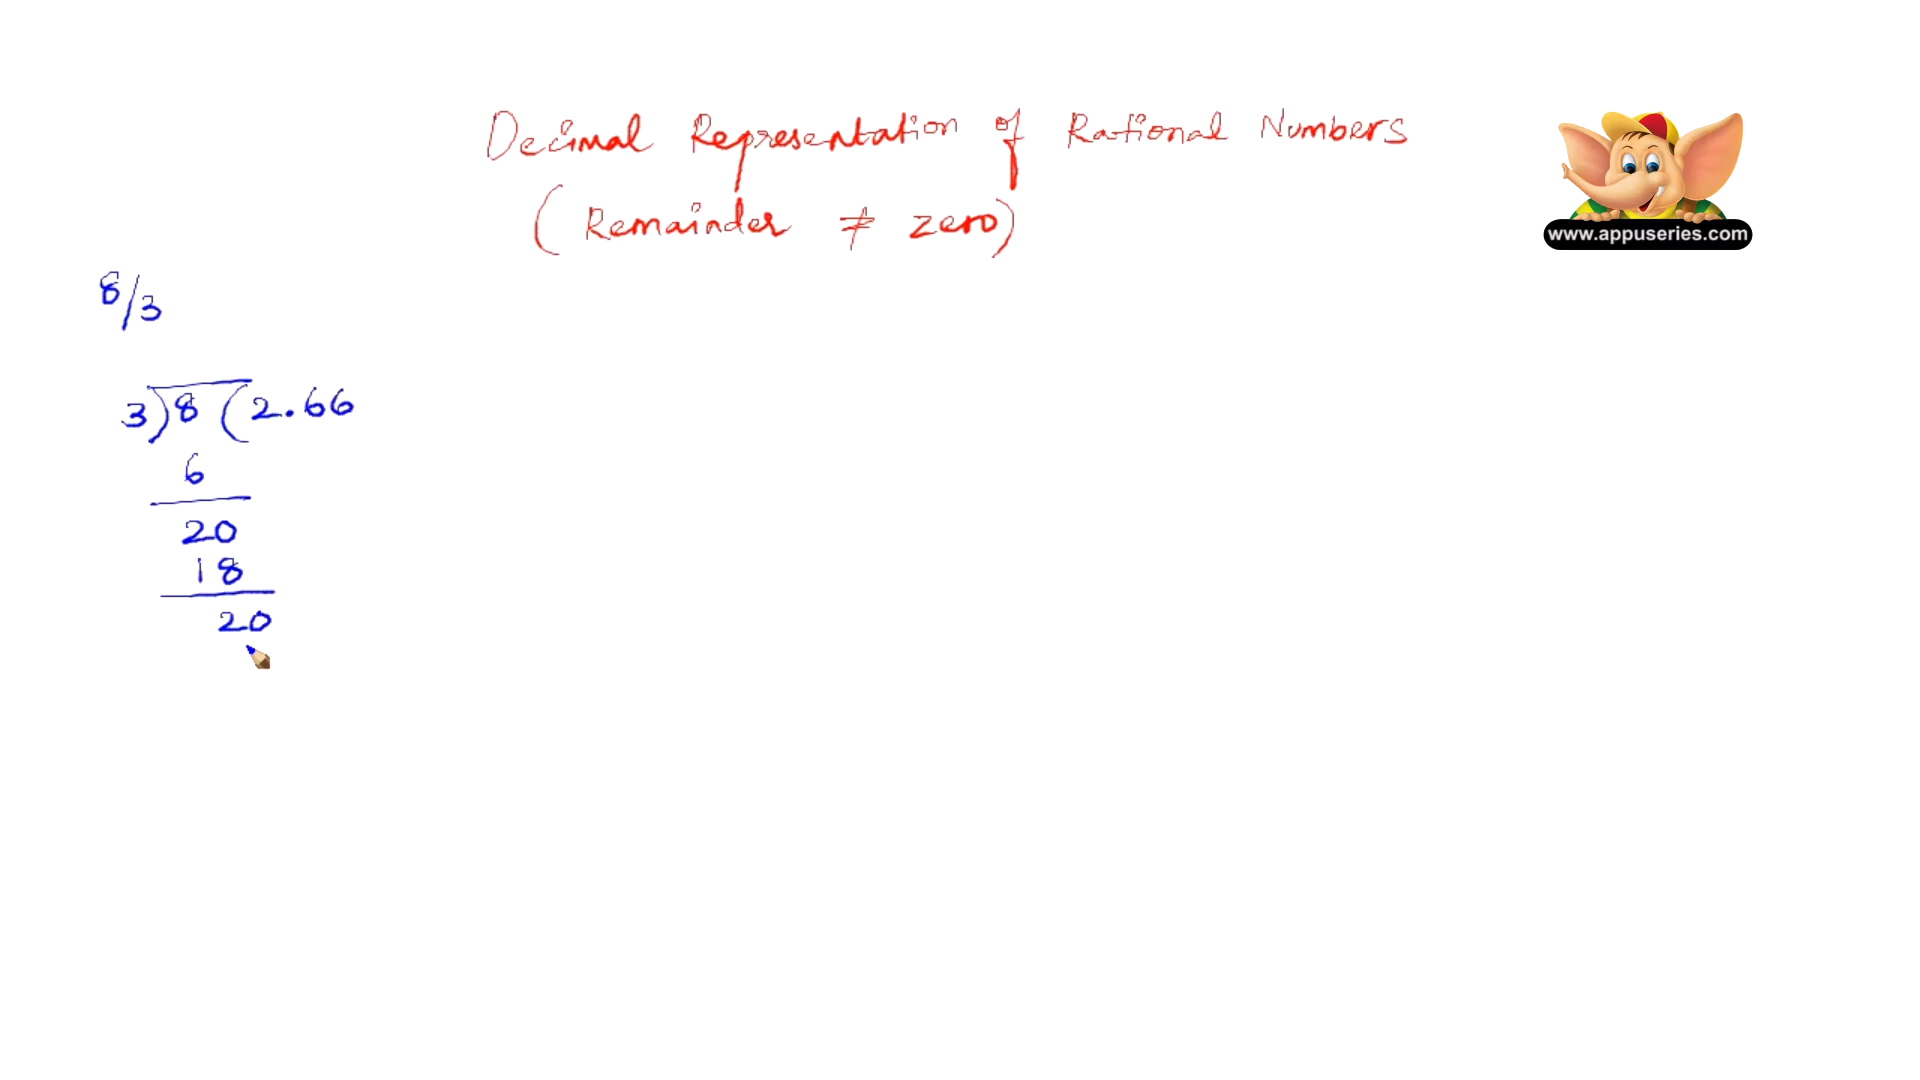 Decimal Representation of Rational Numbers
(Remainder ≠ zero)
www.appuseries.com
8/3
3)8(2.66
6
20
18
20